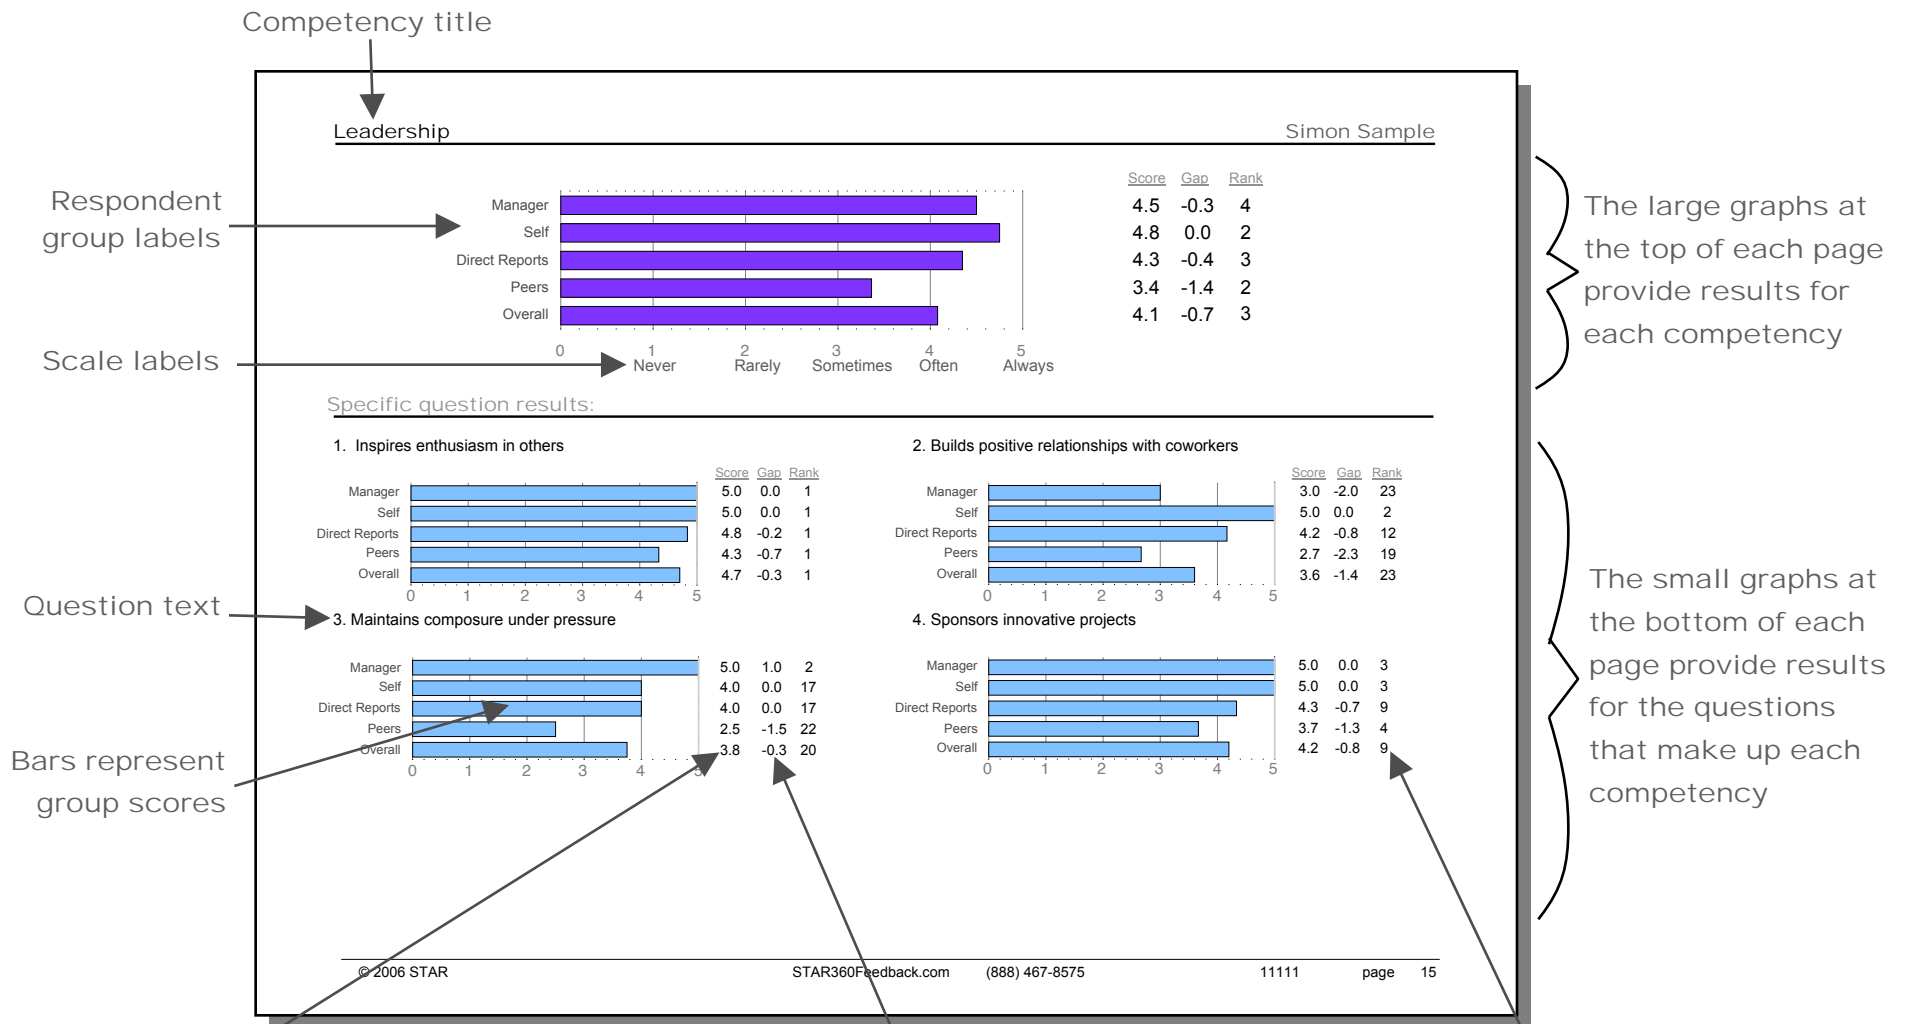 Competency title
Leadership Simon Sample
Respondent
group labels
Score Gap Rank
Manager 4.5 -0.3 4
Self 4.8 0.0 2
Direct Reports 4.3 -0.4 3
Peers 3.4 -1.4 2
Overall 4.1 -0.7 3
0 1 2 3 4 5
Scale labels
Never Rarely Sometimes Often Always
The large graphs at
the top of each page
provide results for
each competency
Specific question results:
1. Inspires enthusiasm in others
Score Gap Rank
Manager 5.0 0.0 1
Self 5.0 0.0 1
Direct Reports 4.8 -0.2 1
Peers 4.3 -0.7 1
Overall 4.7 -0.3 1
0 1 2 3 4 5
2. Builds positive relationships with coworkers
Score Gap Rank
Manager 3.0 -2.0 23
Self 5.0 0.0 2
Direct Reports 4.2 -0.8 12
Peers 2.7 -2.3 19
Overall 3.6 -1.4 23
0 1 2 3 4 5
Question text
3. Maintains composure under pressure
Manager 5.0 1.0 2
Self 4.0 0.0 17
Direct Reports 4.0 0.0 17
Peers 2.5 -1.5 22
Overall 3.8 -0.3 20
0 1 2 3 4 5
4. Sponsors innovative projects
Manager 5.0 0.0 3
Self 5.0 0.0 3
Direct Reports 4.3 -0.7 9
Peers 3.7 -1.3 4
Overall 4.2 -0.8 9
0 1 2 3 4 5
Bars represent
group scores
The small graphs at
the bottom of each
page provide results
for the questions
that make up each
competency
© 2006 STAR STAR360Feedback.com (888) 467-8575 11111 page 15